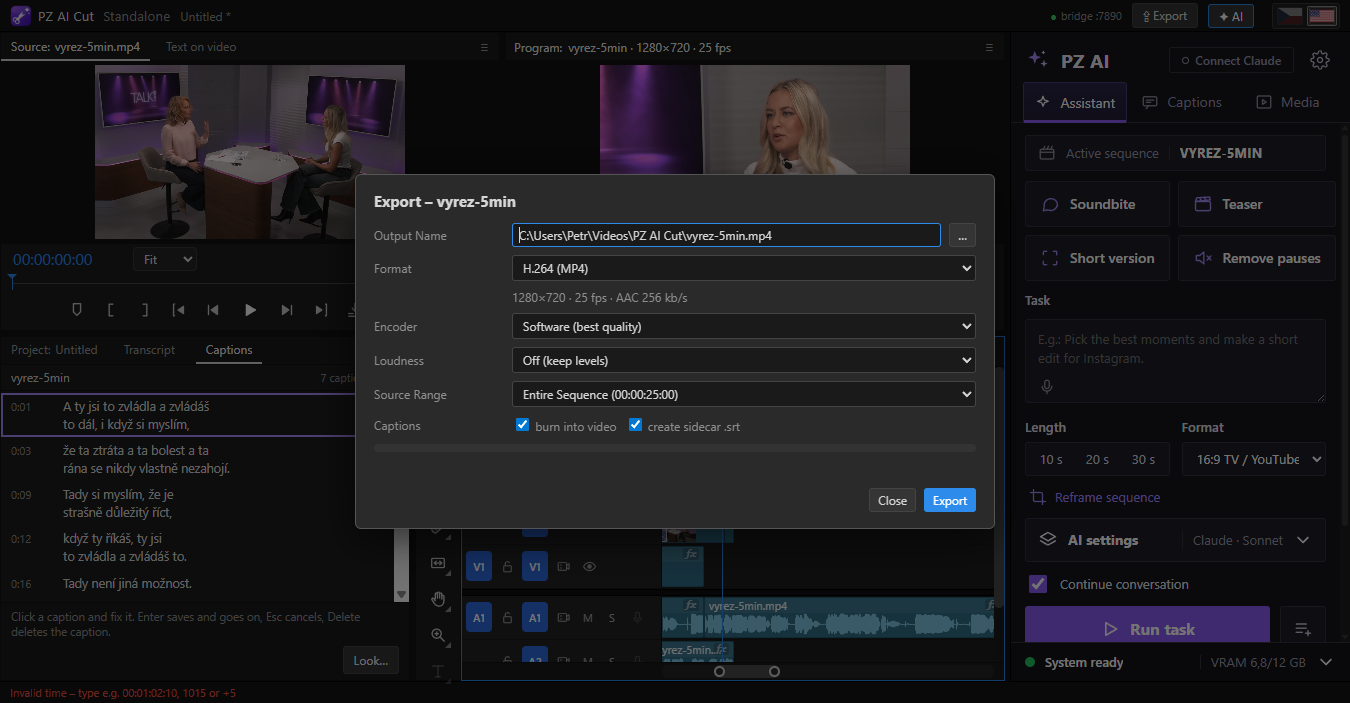 PZ AI Cut Standalone Untitled *
bridge :7890
Export
AI
Source: vyrez-5min.mp4
Text on video
Program: vyrez-5min · 1280×720 · 25 fps
TALK!
00:00:00:00
Fit
Project: Untitled
Transcript
Captions
vyrez-5min
0:01
A ty jsi to zvládla a zvládáš
to dál, i když si myslím,
0:03
že ta ztráta a ta bolest a ta
rána se nikdy vlastně nezahojí.
0:09
Tady si myslím, že je
strašně důležitý říct,
0:12
když ty říkáš, ty jsi
to zvládla a zvládáš to.
0:16
Tady není jiná možnost.
Click a caption and fix it. Enter saves and goes on, Esc cancels, Delete
deletes the caption.
Look...
Invalid time – type e.g. 00:01:02:10, 1015 or +5
Export – vyrez-5min
Output Name
C:\Users\Petr\Videos\PZ AI Cut\vyrez-5min.mp4
...
Format
H.264 (MP4)
1280×720 · 25 fps · AAC 256 kb/s
Encoder
Software (best quality)
Loudness
Off (keep levels)
Source Range
Entire Sequence (00:00:25:00)
Captions
burn into video
create sidecar .srt
Close
Export
V1
V1
fx
A1
A1
M
S
fx
vyrez-5min.mp4
A2
M
S
vyrez-5min...
fx
PZ AI
Connect Claude
Assistant
Captions
Media
Active sequence
VYREZ-5MIN
Soundbite
Teaser
Short version
Remove pauses
Task
E.g.: Pick the best moments and make a short
edit for Instagram.
Length
Format
10 s
20 s
30 s
16:9 TV / YouTube
Reframe sequence
AI settings
Claude · Sonnet
Continue conversation
Run task
System ready
VRAM 6,8/12 GB